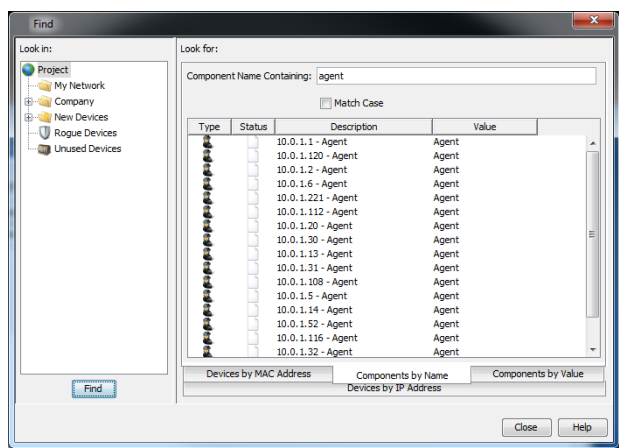 Find
Look in:
Project
My Network
Company
New Devices
Rogue Devices
Unused Devices
Find
Look for:
Component Name Containing: agent
Match Case
Type Status Description Value
10.0.1.1 - Agent Agent
10.0.1.120 - Agent Agent
10.0.1.2 - Agent Agent
10.0.1.6 - Agent Agent
10.0.1.221 - Agent Agent
10.0.1.112 - Agent Agent
10.0.1.20 - Agent Agent
10.0.1.30 - Agent Agent
10.0.1.13 - Agent Agent
10.0.1.31 - Agent Agent
10.0.1.108 - Agent Agent
10.0.1.5 - Agent Agent
10.0.1.14 - Agent Agent
10.0.1.52 - Agent Agent
10.0.1.116 - Agent Agent
10.0.1.32 - Agent Agent
Devices by MAC Address Components by Name Components by Value
Devices by IP Address
Close Help